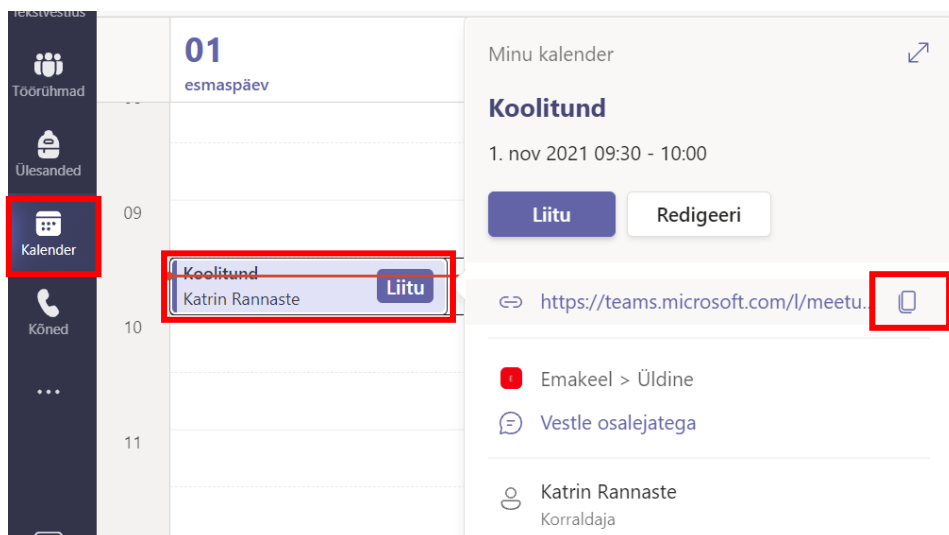 Töörühmad
Ülesanded
Kalender
Kõned
01
esmaspäev
09
10
11
Koolitund
Katrin Rannaste
Liitu
Minu kalender
Koolitund
1. nov 2021 09:30 - 10:00
Liitu
Redigeeri
https://teams.microsoft.com/l/meetu...
Emakeel > Üldine
Vestle osalejatega
Katrin Rannaste
Korraldaja